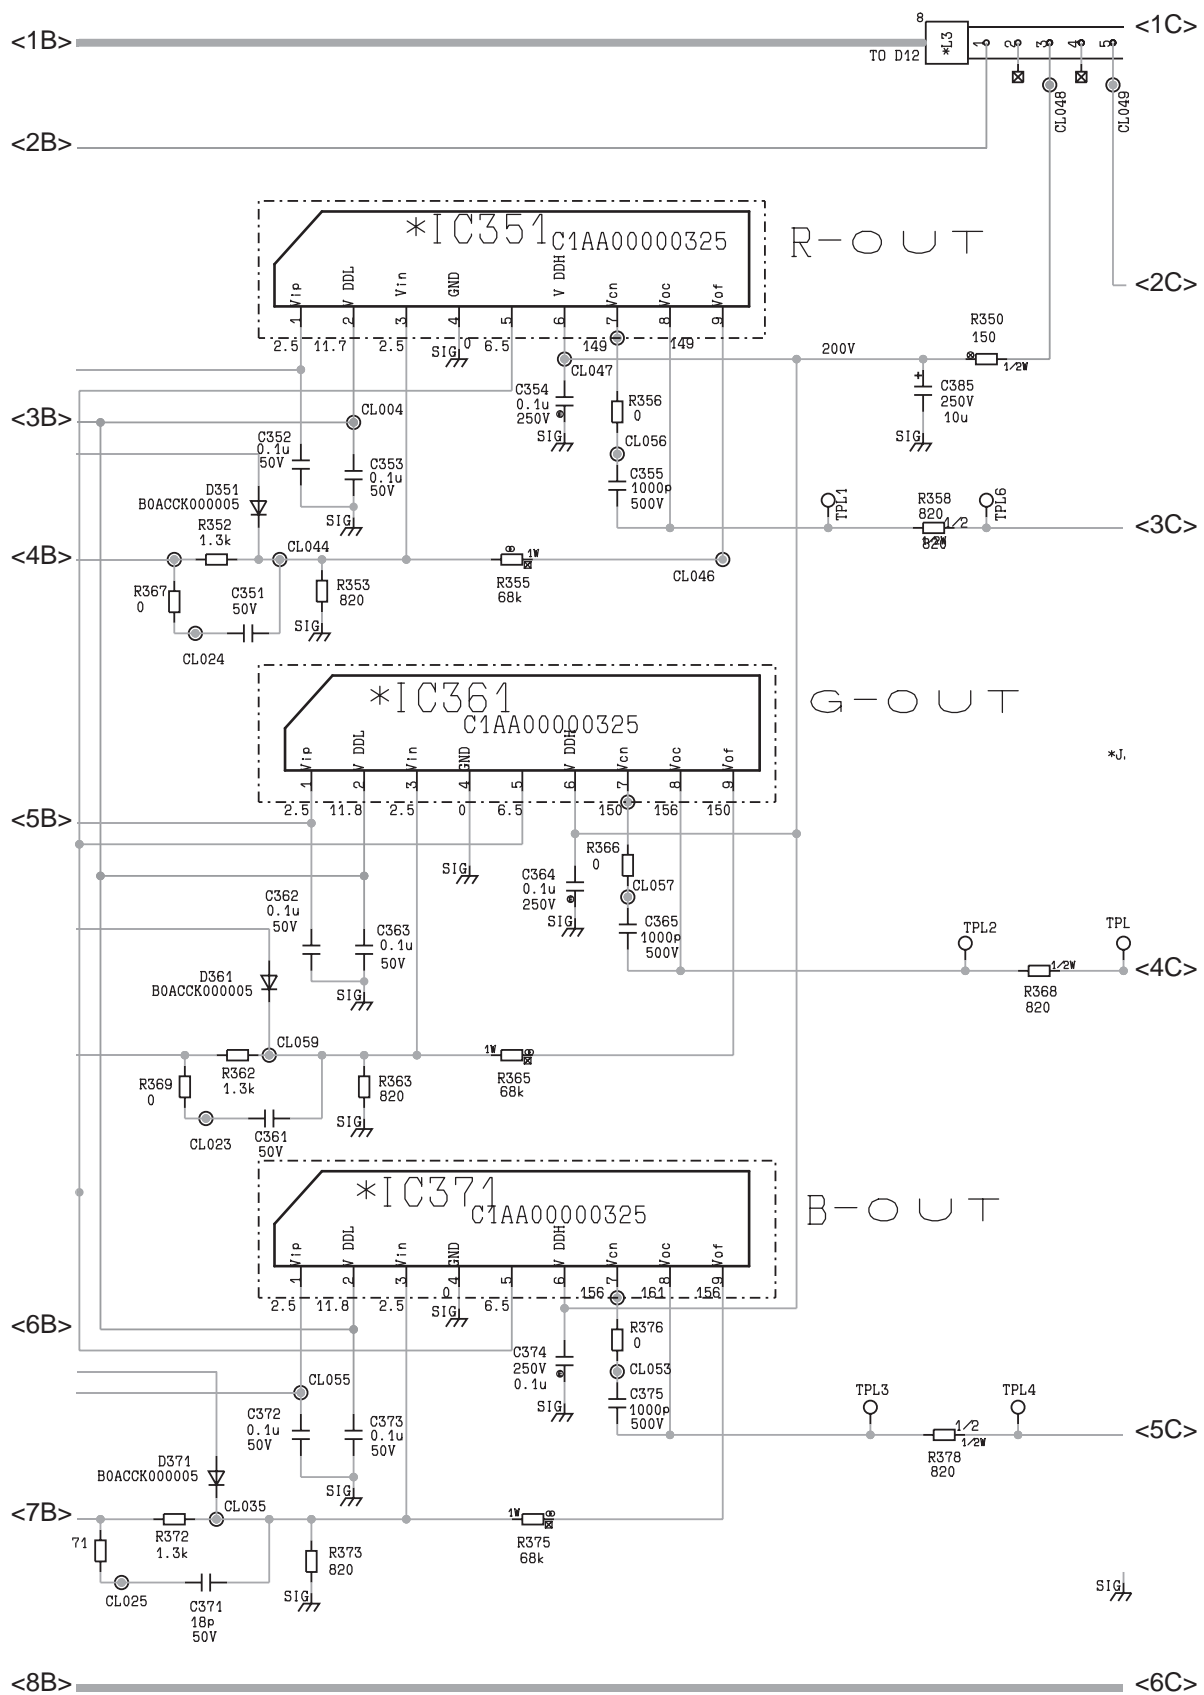 <1B>
8
*L3
TO D12
1
2
3
4
5
<1C>
CL048
CL049
<2B>
*IC351
C1AA00000325
R-OUT
Vip
V DDL
Vin
GND
V DDH
Vcn
Voc
Vof
1
2
3
4
5
6
7
8
9
2.5
11.7
2.5
0
6.5
149
149
SIG
CL047
200V
R350
150
1/2W
<2C>
C354
0.1u
250V
SIG
R356
0
CL056
C355
1000p
500V
C385
250V
10u
SIG
<3B>
CL004
C352
0.1u
50V
C353
0.1u
50V
SIG
D351
B0ACCK000005
R352
1.3k
TPL1
R358
820
1/2
1/2W
820
TPL6
<3C>
<4B>
CL044
1W
R355
68k
CL046
R367
0
C351
50V
R353
820
SIG
CL024
*IC361
C1AA00000325
G-OUT
*J.
Vip
V DDL
Vin
GND
V DDH
Vcn
Voc
Vof
1
2
3
4
5
6
7
8
9
2.5
11.8
2.5
0
6.5
150
156
150
<5B>
SIG
C364
0.1u
250V
SIG
R366
0
CL057
C365
1000p
500V
C362
0.1u
50V
C363
0.1u
50V
SIG
TPL2
TPL
1/2W
R368
820
<4C>
D361
B0ACCK000005
CL059
R362
1.3k
1W
R365
68k
R369
0
R363
820
SIG
CL023
C361
50V
*IC371
C1AA00000325
B-OUT
Vip
V DDL
Vin
GND
V DDH
Vcn
Voc
Vof
1
2
3
4
5
6
7
8
9
2.5
11.8
2.5
0
6.5
156
161
156
SIG
<6B>
R376
0
C374
250V
0.1u
SIG
CL053
C375
1000p
500V
CL055
C372
0.1u
50V
C373
0.1u
50V
SIG
TPL3
TPL4
1/2
1/2W
R378
820
<5C>
D371
B0ACCK000005
CL035
<7B>
71
R372
1.3k
1W
R375
68k
R373
820
SIG
CL025
C371
18p
50V
SIG
<8B>
<6C>